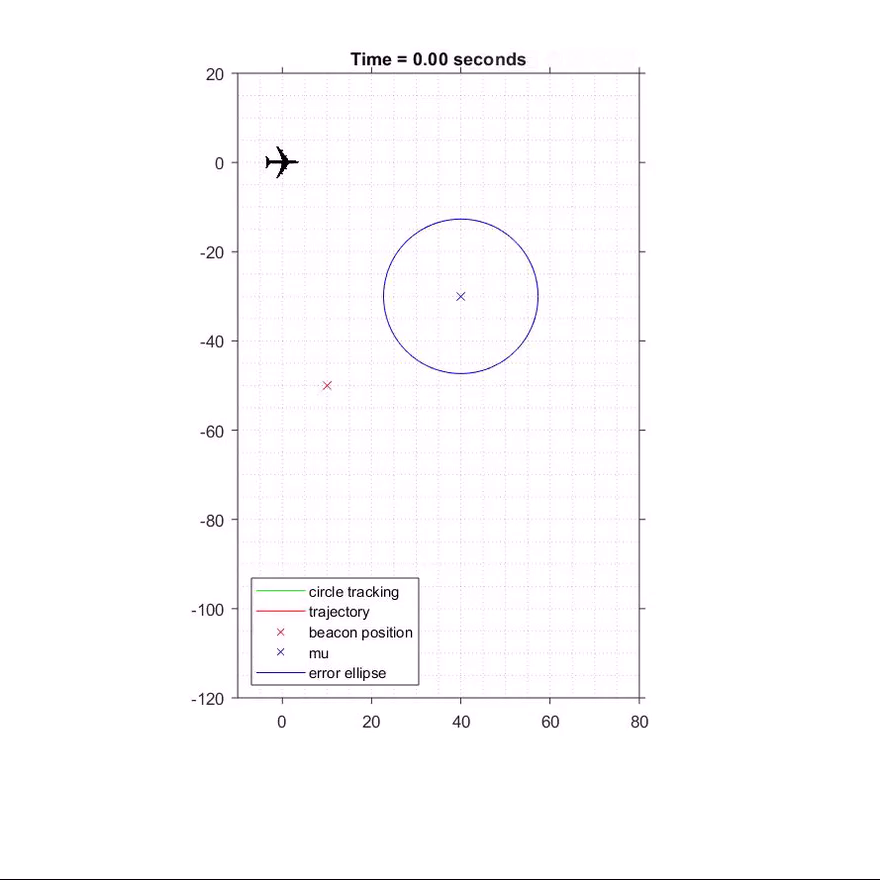 Time = 0.00 seconds
20
0
-20
-40
-60
-80
-100
-120
0 20 40 60 80
circle tracking
trajectory
beacon position
mu
error ellipse